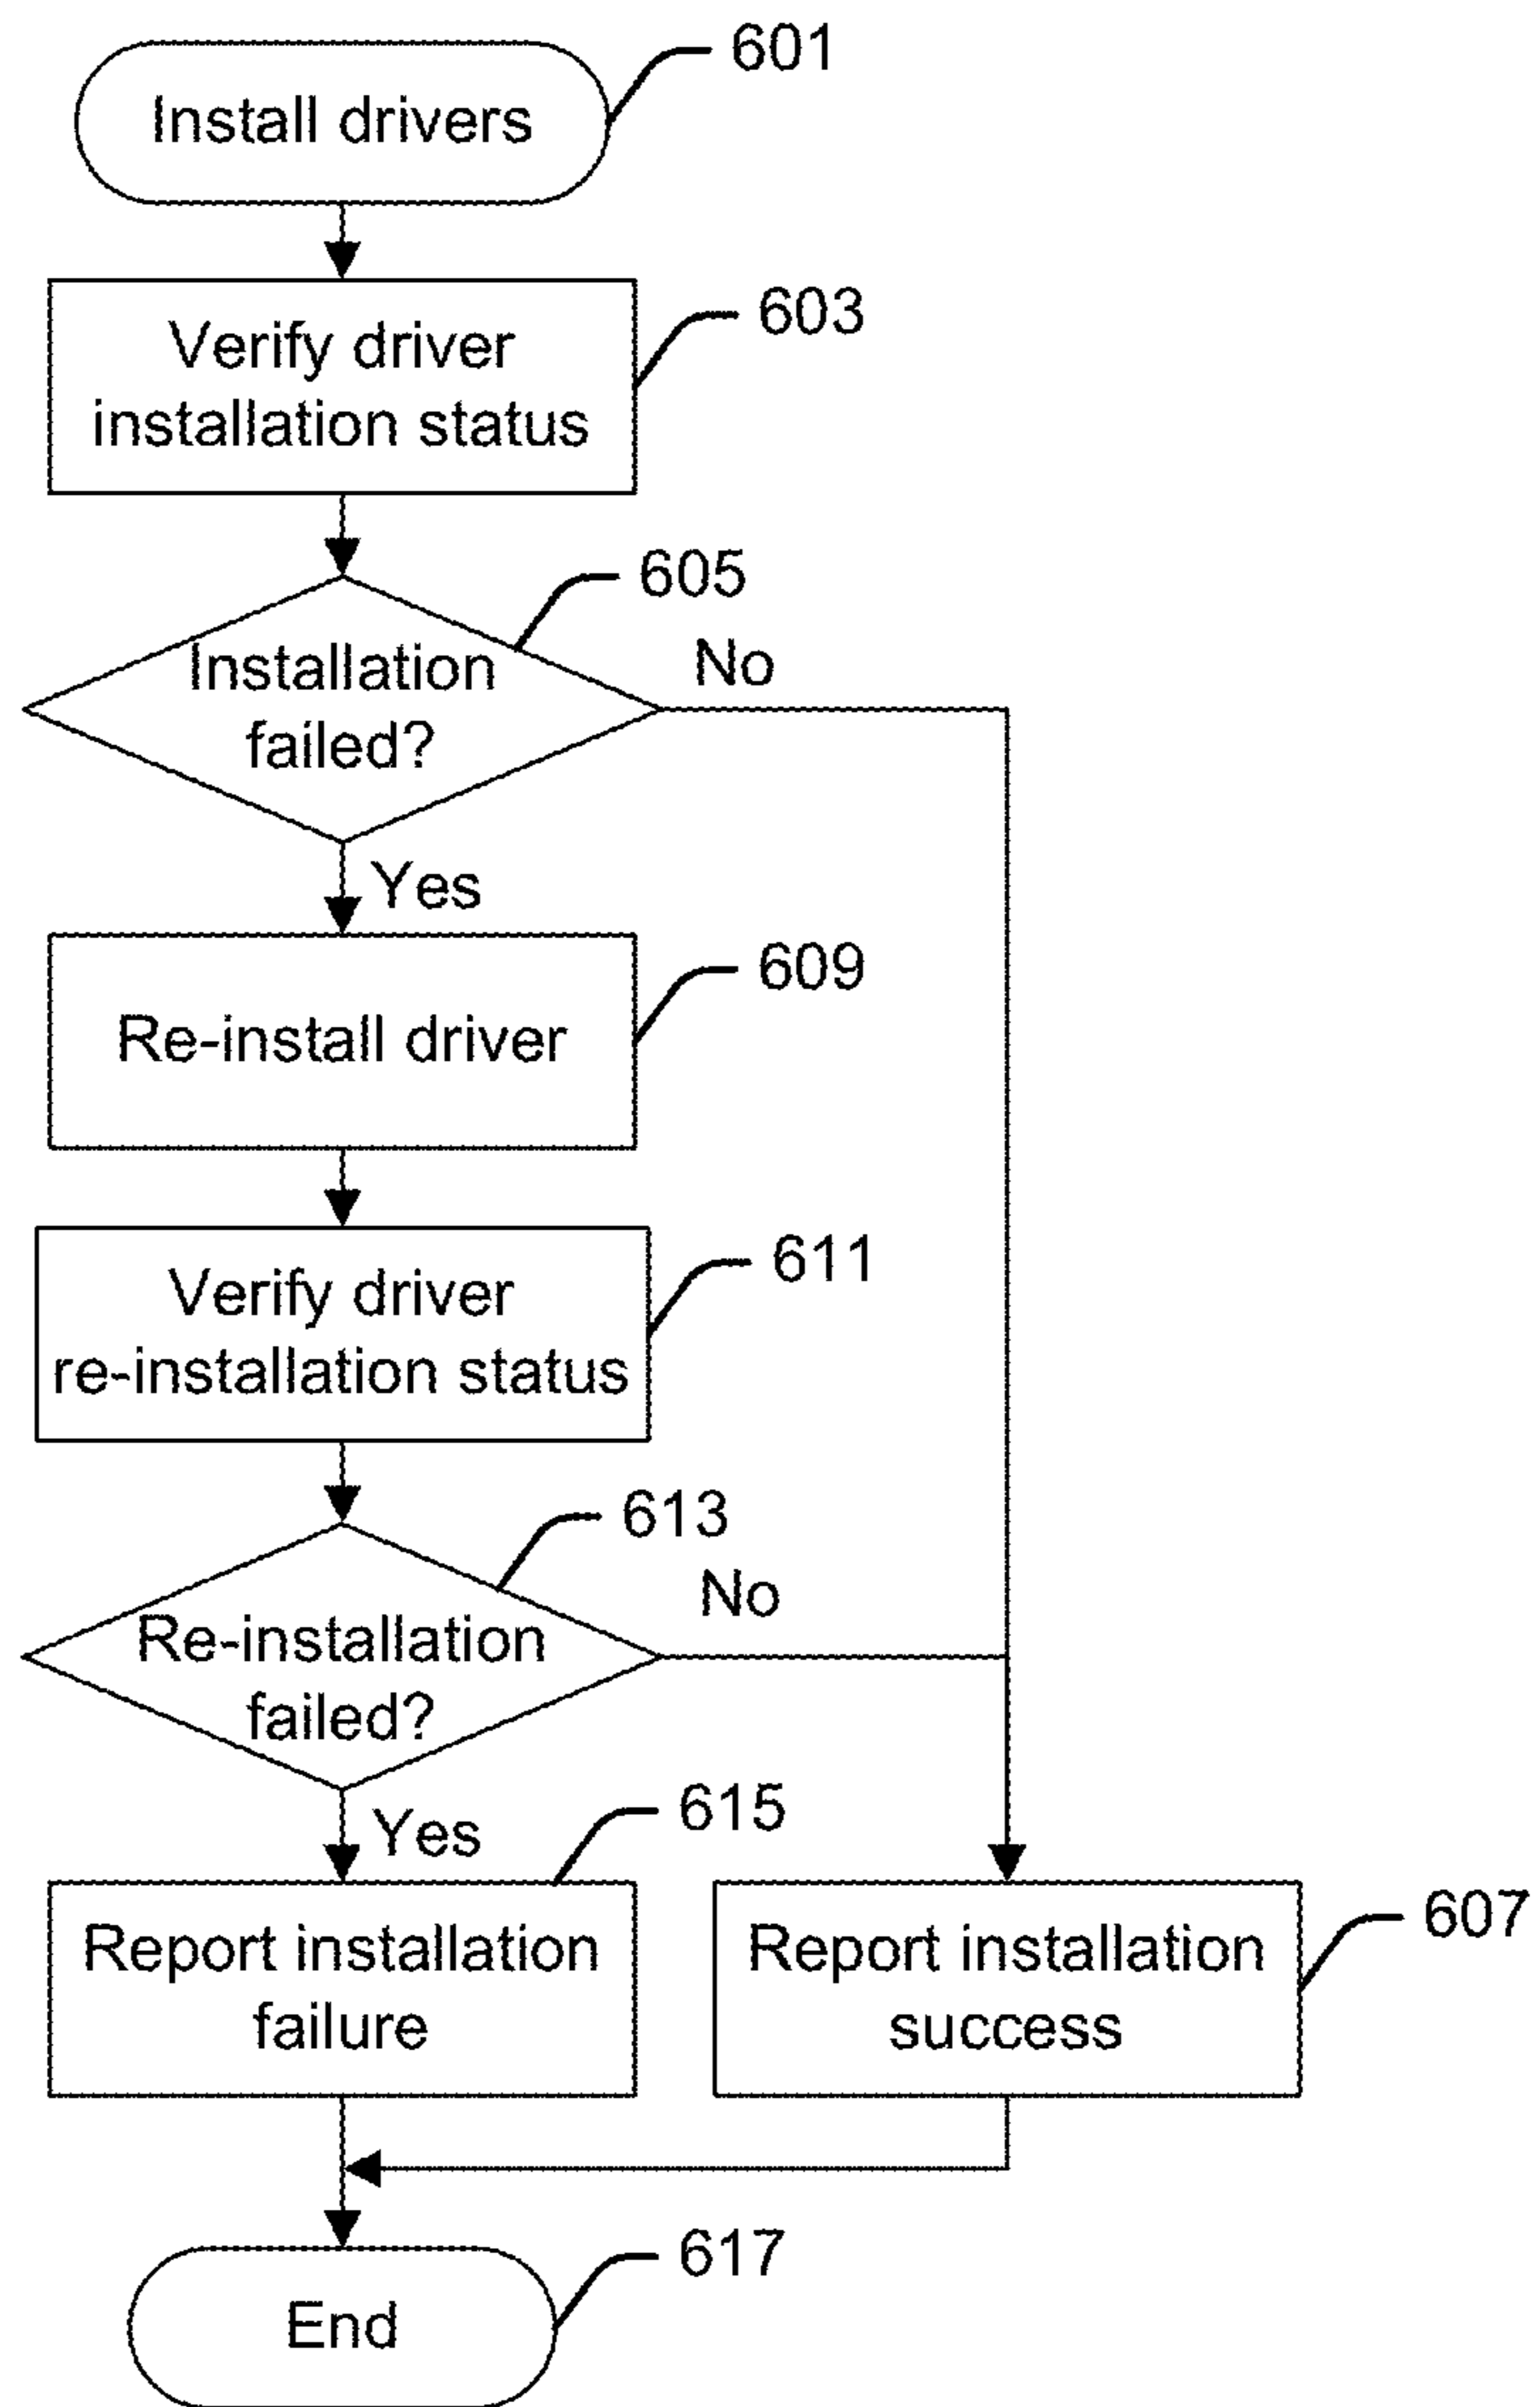 601
Install drivers
603
Verify driver
installation status
605
Installation
failed?
No
Yes
609
Re-install driver
611
Verify driver
re-installation status
613
No
Re-installation
failed?
Yes
615
Report installation
failure
607
Report installation
success
617
End